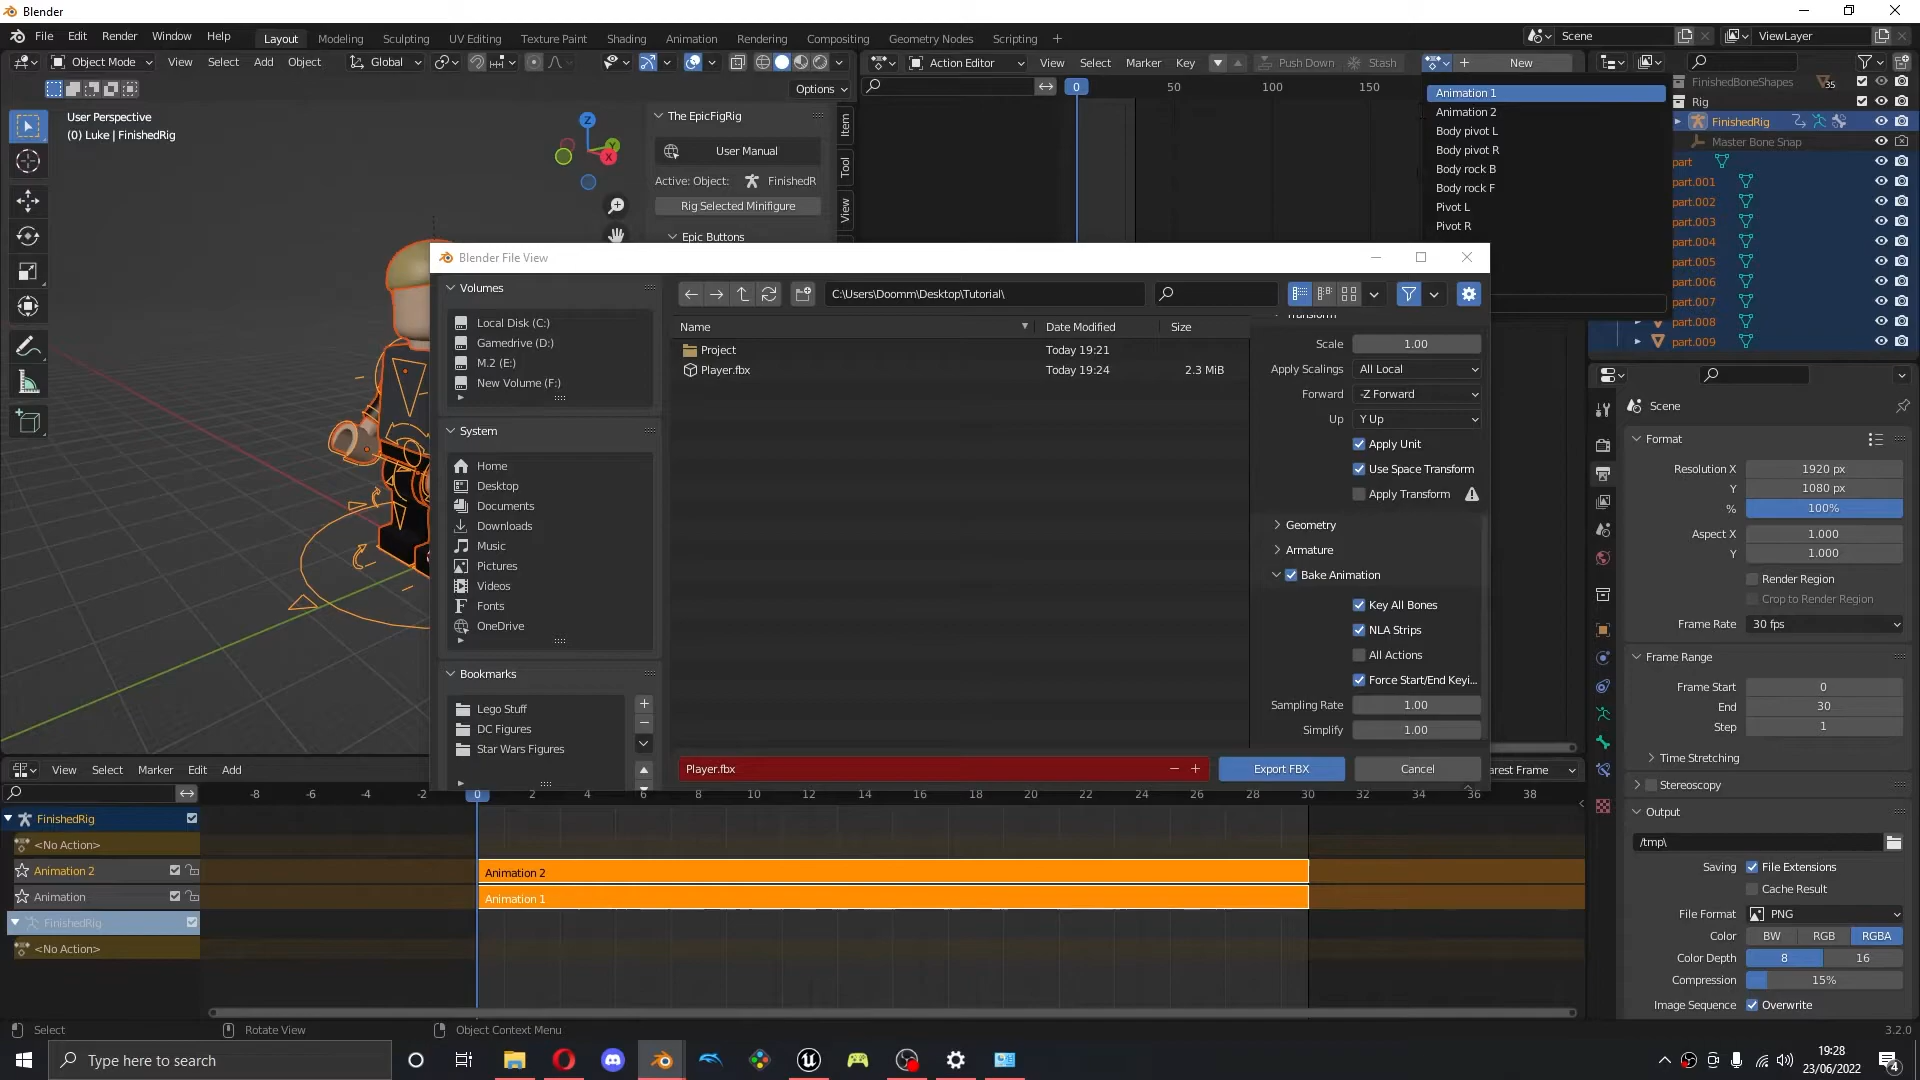 Blender
File Edit Render Window Help Layout Modeling Sculpting UV Editing Texture Paint Shading Animation Rendering Compositing Geometry Nodes Scripting Scene ViewLayer
Object Mode View Select Add Object Global Action Editor View Select Marker Key Push Down Stash New
Options 0 50 100 150
FinishedBoneShapes 35
Rig
FinishedRig
Master Bone Snap
part
part.001
part.002
part.003
part.004
part.005
part.006
part.007
part.008
part.009
User Perspective
(0) Luke | FinishedRig
Z
Y
X
The EpicFigRig
User Manual
Active: Object: FinishedR
Rig Selected Minifigure
Epic Buttons
Item
Tool
View
Animation 1
Animation 2
Body pivot L
Body pivot R
Body rock B
Body rock F
Pivot L
Pivot R
Blender File View
Volumes
Local Disk (C:)
Gamedrive (D:)
M.2 (E:)
New Volume (F:)
System
Home
Desktop
Documents
Downloads
Music
Pictures
Videos
Fonts
OneDrive
Bookmarks
Lego Stuff
DC Figures
Star Wars Figures
C:\Users\Doomm\Desktop\Tutorial\
Name Date Modified Size
Project Today 19:21
Player.fbx Today 19:24 2.3 MiB
Transform
Scale 1.00
Apply Scalings All Local
Forward -Z Forward
Up Y Up
Apply Unit
Use Space Transform
Apply Transform
Geometry
Armature
Bake Animation
Key All Bones
NLA Strips
All Actions
Force Start/End Keyi...
Sampling Rate 1.00
Simplify 1.00
Player.fbx Export FBX Cancel
Scene
Format
Resolution X 1920 px
Y 1080 px
% 100%
Aspect X 1.000
Y 1.000
Render Region
Crop to Render Region
Frame Rate 30 fps
Frame Range
Frame Start 0
End 30
Step 1
Time Stretching
Stereoscopy
Output
/tmp\
Saving File Extensions
Cache Result
File Format PNG
Color BW RGB RGBA
Color Depth 8 16
Compression 15%
Image Sequence Overwrite
View Select Marker Edit Add arest Frame
-8 -6 -4 -2 0 2 4 6 8 10 12 14 16 18 20 22 24 26 28 30 32 34 36 38
FinishedRig
<No Action>
Animation 2 Animation 2
Animation Animation 1
FinishedRig
<No Action>
Select Rotate View Object Context Menu 3.2.0
Type here to search
19:28
23/06/2022
4